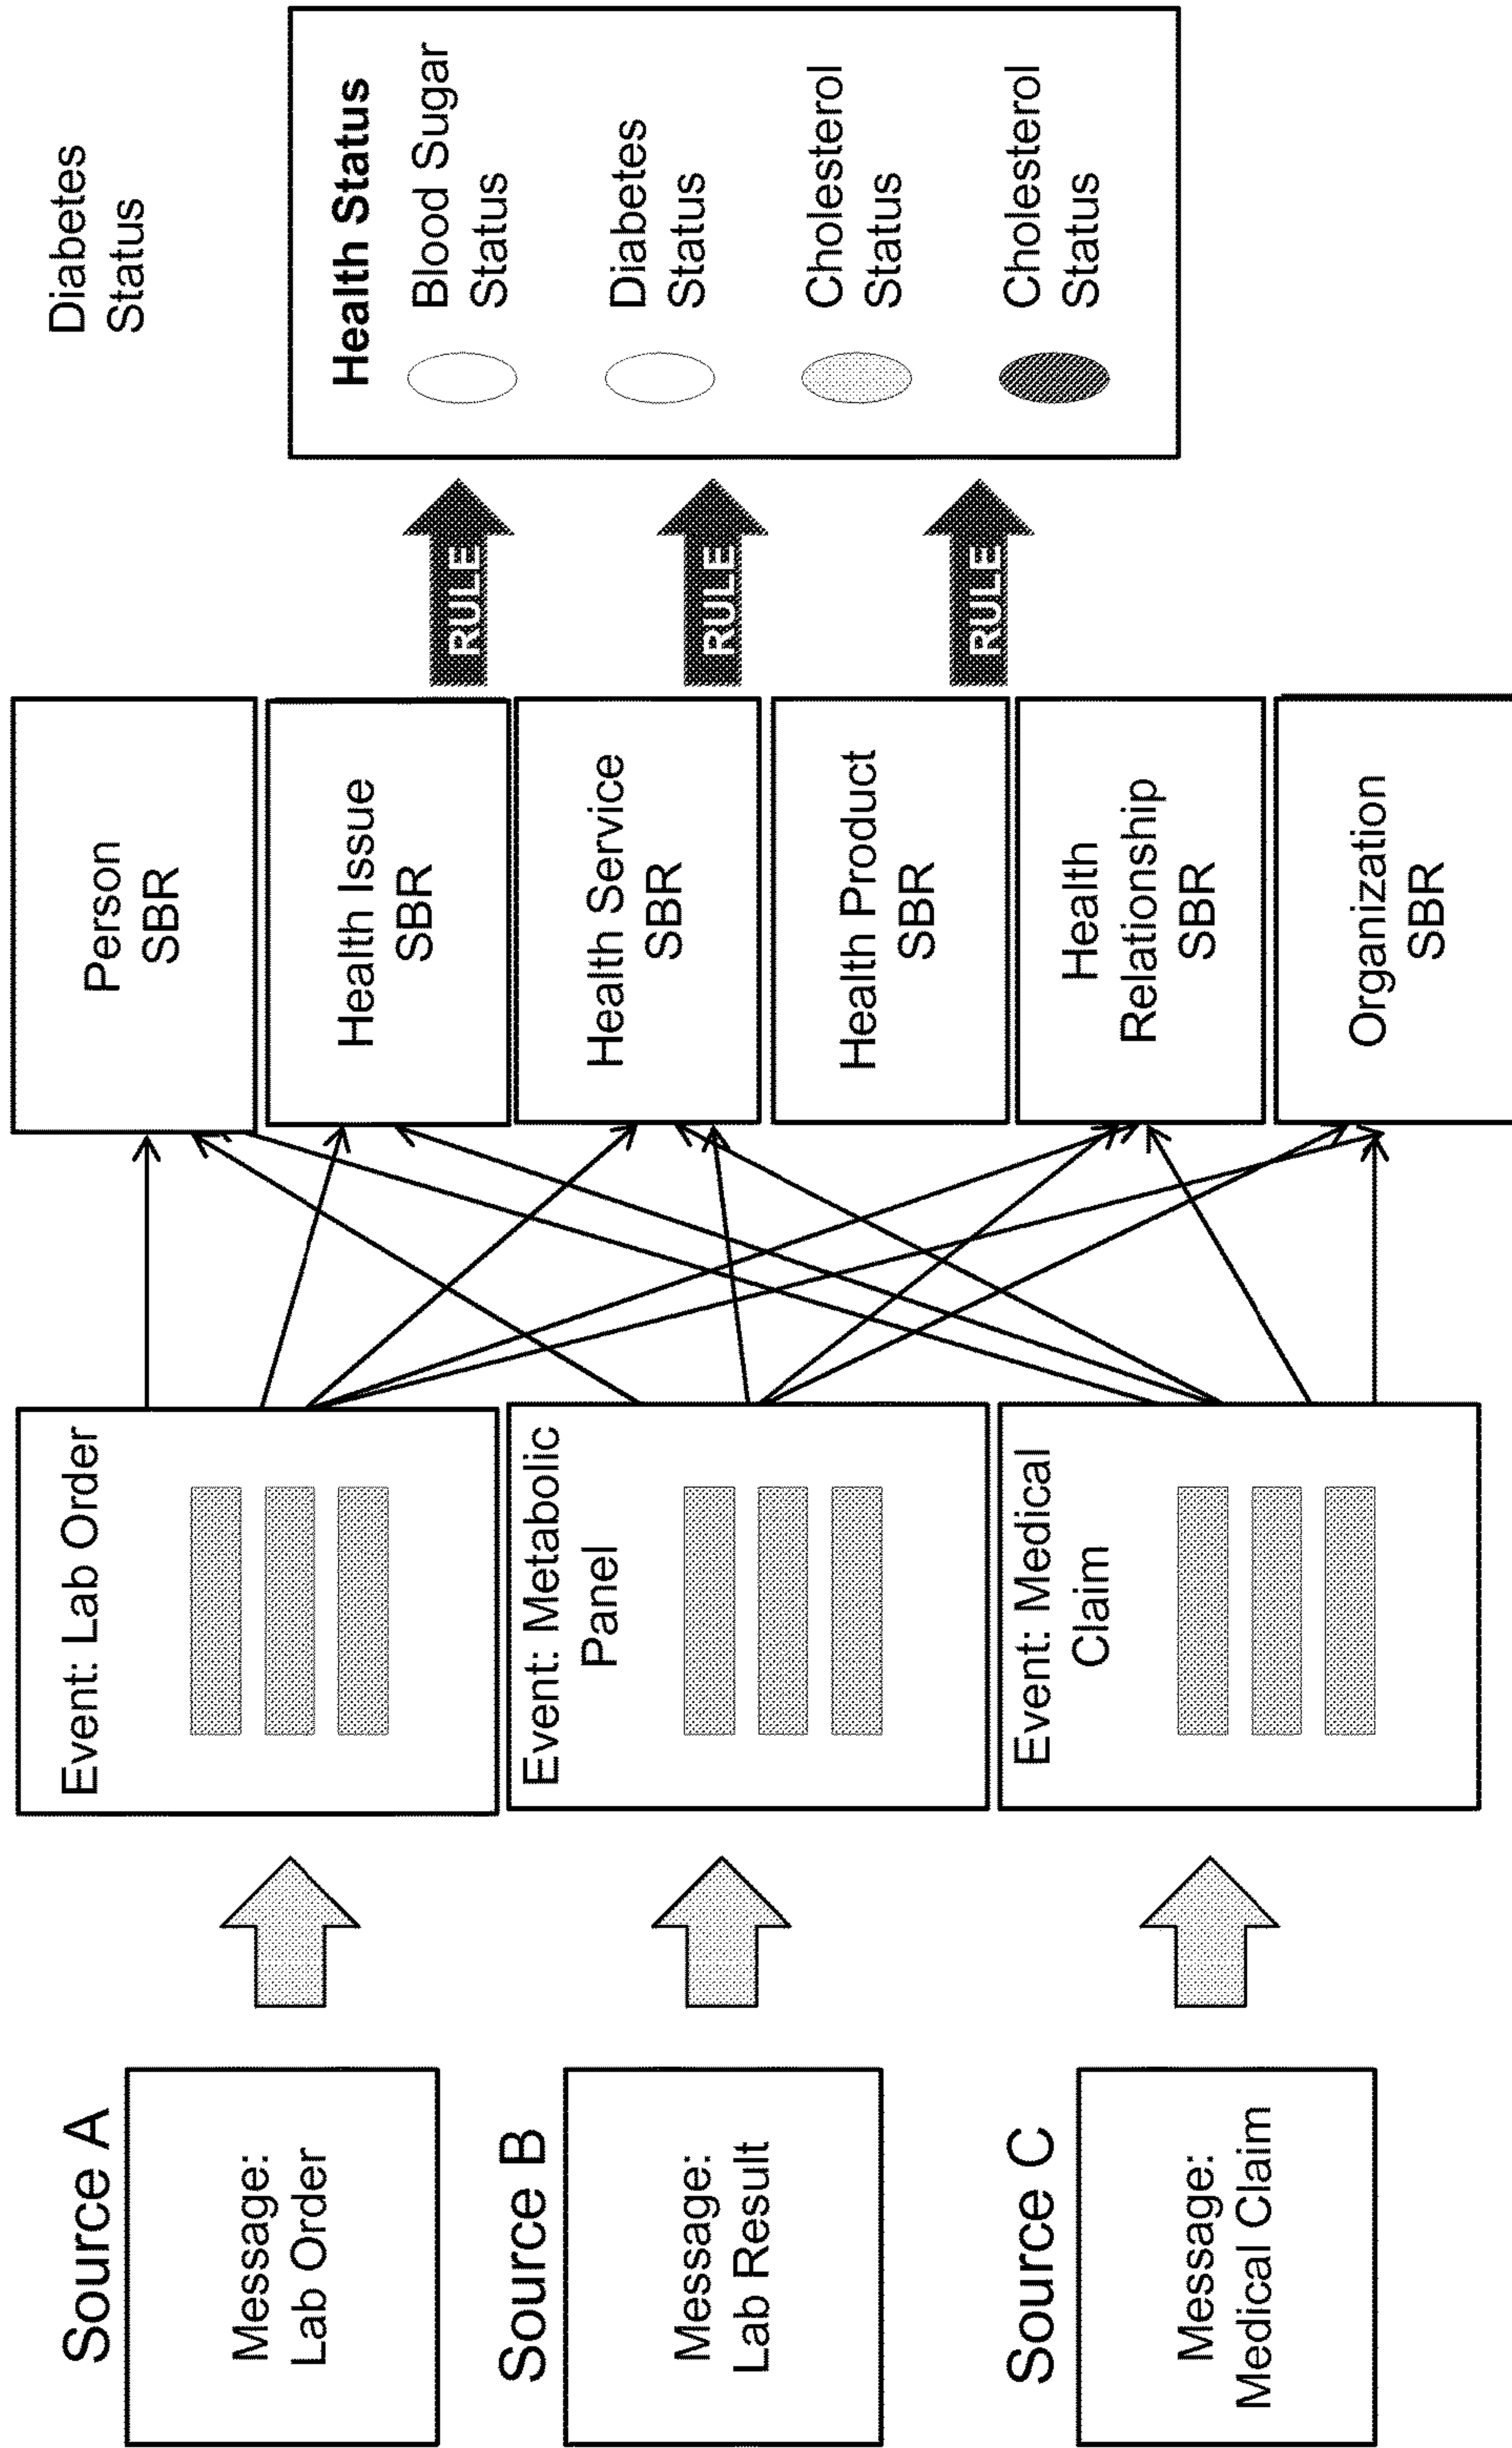 Source A
Message:
Lab Order
Source B
Message:
Lab Result
Source C
Message:
Medical Claim
Event: Lab Order
Event: Metabolic
Panel
Event: Medical
Claim
Person
SBR
Health Issue
SBR
Health Service
SBR
Health Product
SBR
Health
Relationship
SBR
Organization
SBR
RULE
RULE
RULE
Diabetes
Status
Health Status
Blood Sugar
Status
Diabetes
Status
Cholesterol
Status
Cholesterol
Status